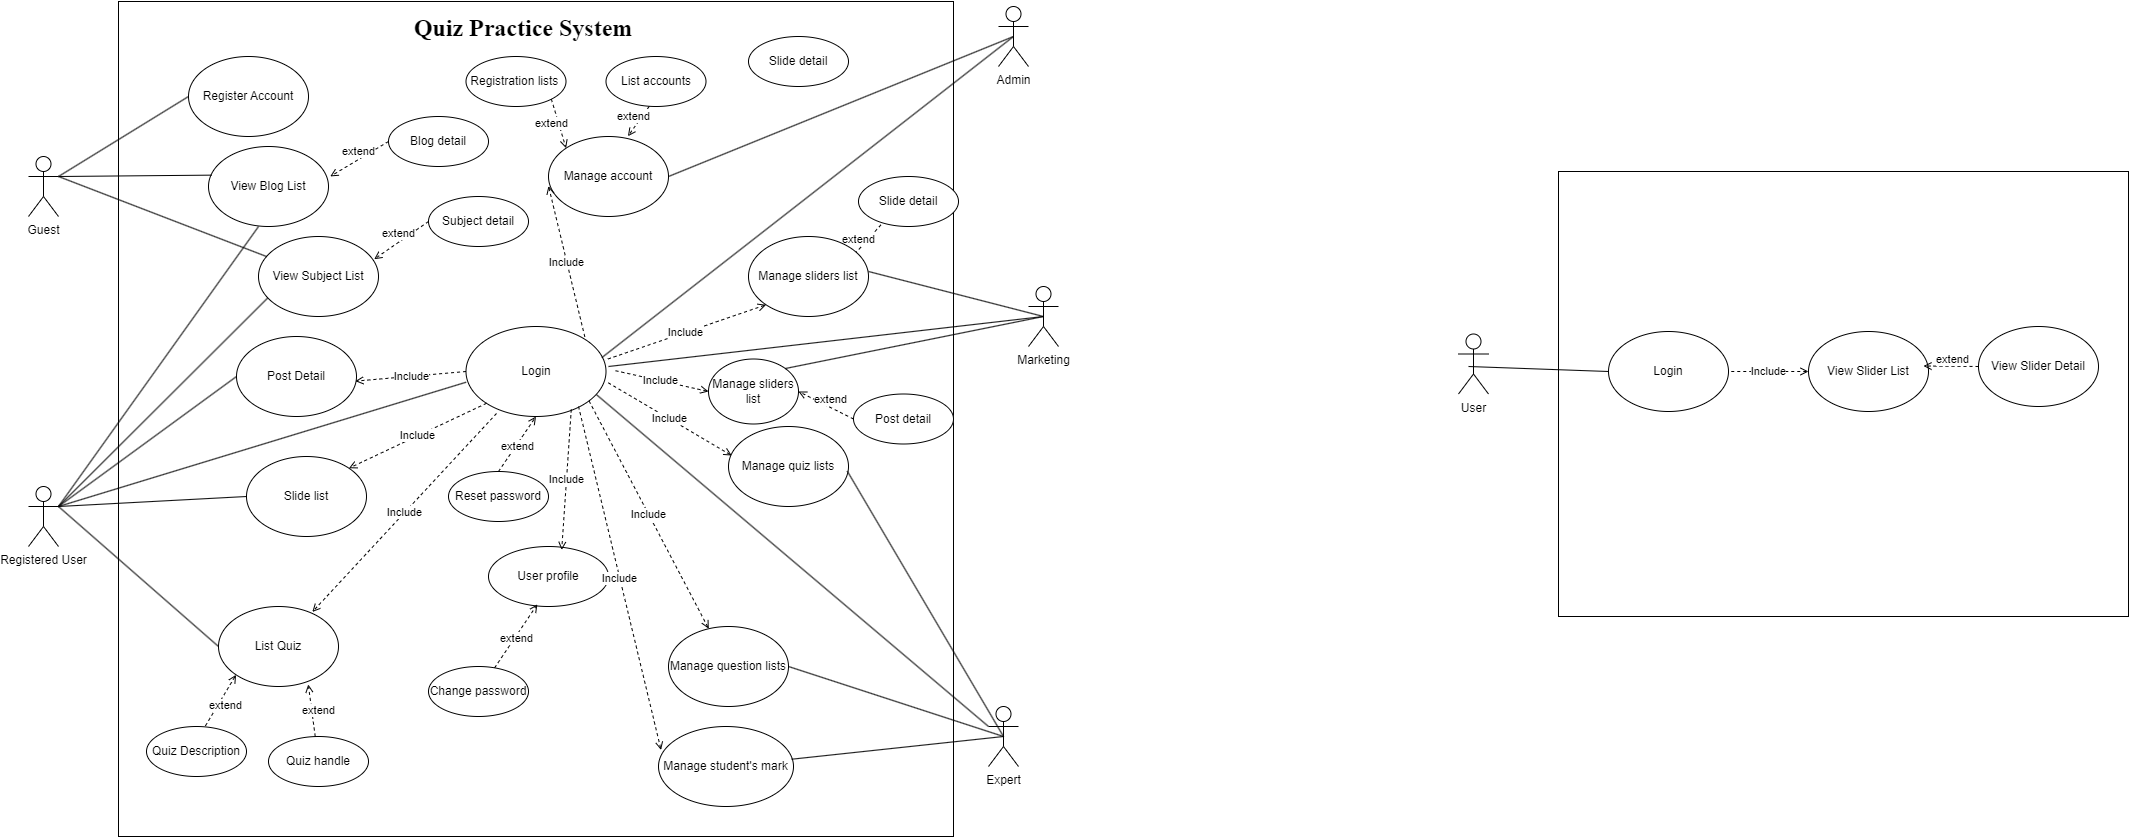 Quiz Practice System
Admin
Slide detail
Registration lists
List accounts
Register Account
extend
extend
Blog detail
extend
Manage account
View Blog List
Guest
Slide detail
Subject detail
extend
extend
View Subject List
Include
Manage sliders list
Include
Marketing
Post Detail
Include
Login
Include
Manage sliders
list
extend
Include
Post detail
Include
extend
Manage quiz lists
Include
Slide list
Reset password
Include
Include
Registered User
User profile
Include
extend
List Quiz
Manage question lists
Change password
extend
extend
Quiz Description
Quiz handle
Manage student's mark
Expert
User
Login
Include
View Slider List
extend
View Slider Detail